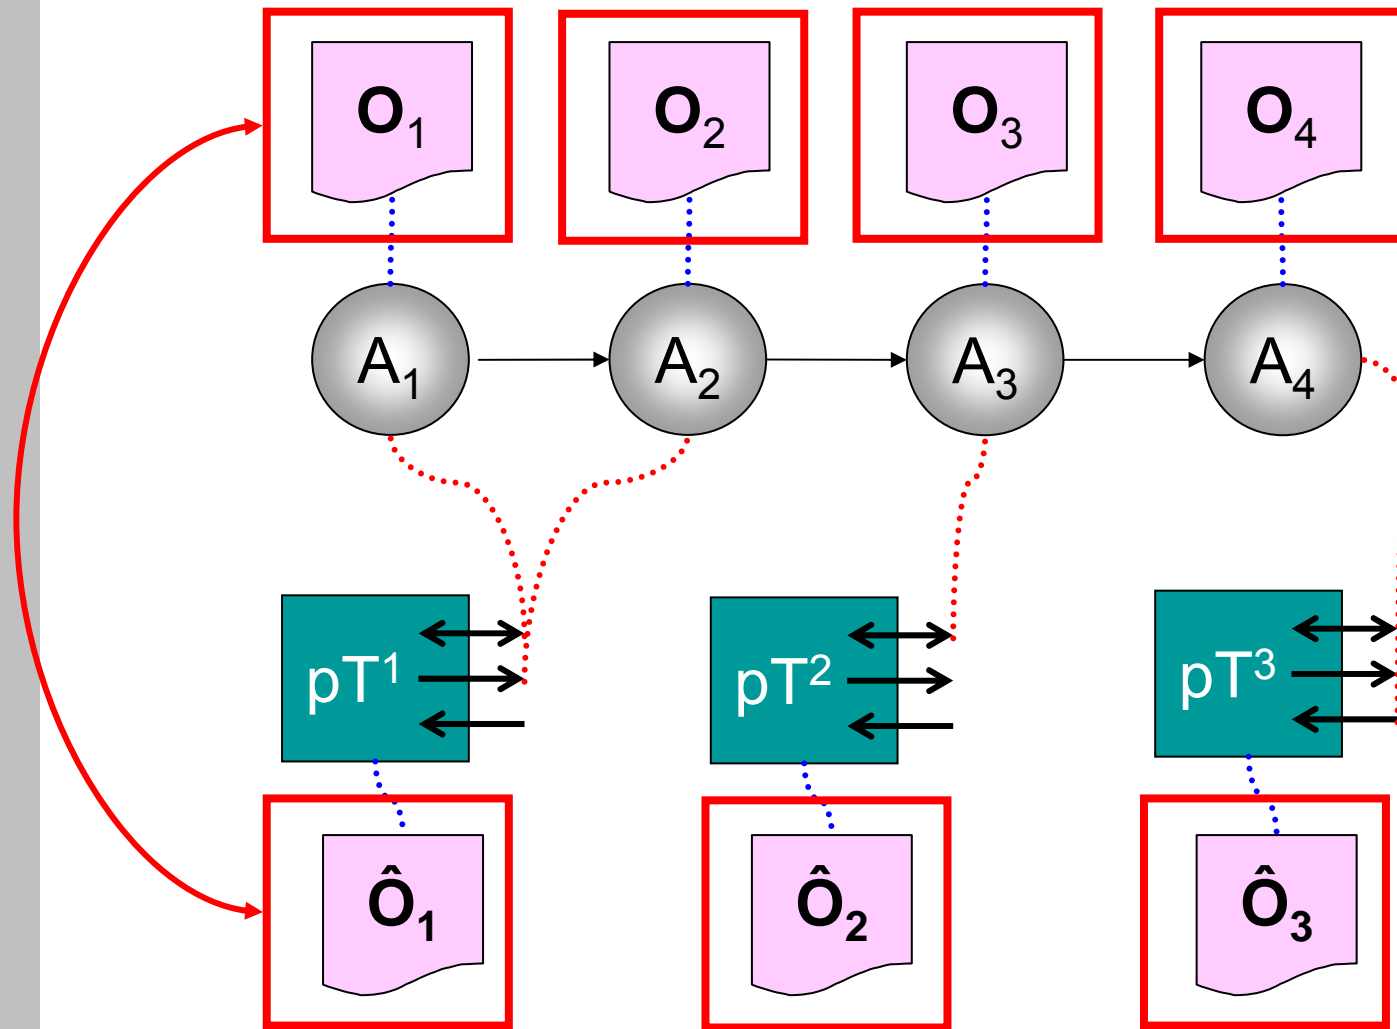 O₁ O₂ O₃ O₄
A₁ A₂ A₃ A₄
pT¹ pT² pT³
Ô₁ Ô₂ Ô₃